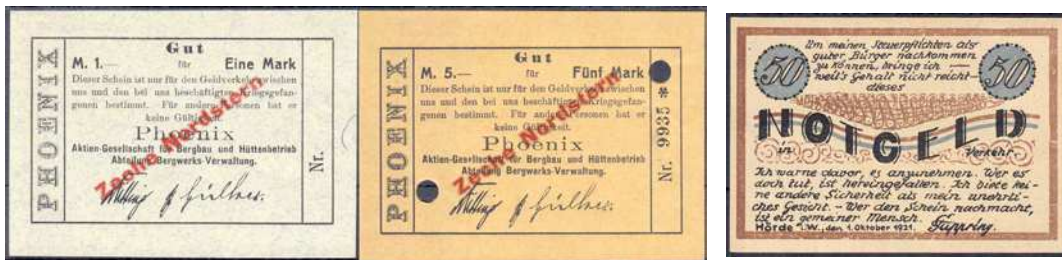 PHOENIX
Gut
M. 1.— für Eine Mark
Dieser Schein ist nur für den Geldverkehr zwischen
uns und den bei uns beschäftigten Kriegsgefan-
genen bestimmt. Für andere Personen hat er
keine Gültigkeit.
Phoenix
Aktien-Gesellschaft für Bergbau und Hüttenbetrieb
Abteilung Bergwerks-Verwaltung.
Nr.
PHOENIX
Gut
M. 5.— für Fünf Mark
Dieser Schein ist nur für den Geldverkehr zwischen
uns und den bei uns beschäftigten Kriegsgefan-
genen bestimmt. Für andere Personen hat er
keine Gültigkeit.
Phoenix
Aktien-Gesellschaft für Bergbau und Hüttenbetrieb
Abteilung Bergwerks-Verwaltung.
Zeche Nordstern
Nr. 9935 *
50
50
Um meinen Steuerpflichten als
guter Bürger nachkommen
zu können, bringe ich —
weil's Gehalt nicht reicht-
dieses
NOTGELD
in Verkehr.
Ich warne davor, es anzunehmen. Wer es
doch tut, ist hereingefallen. Ich biete kei-
ne andere Sicherheit als mein unehrli-
ches Gesicht. - Wer den Schein nachmacht,
ist ein gemeiner Mensch.
Hörde i.W., den 1. Oktober 1921.